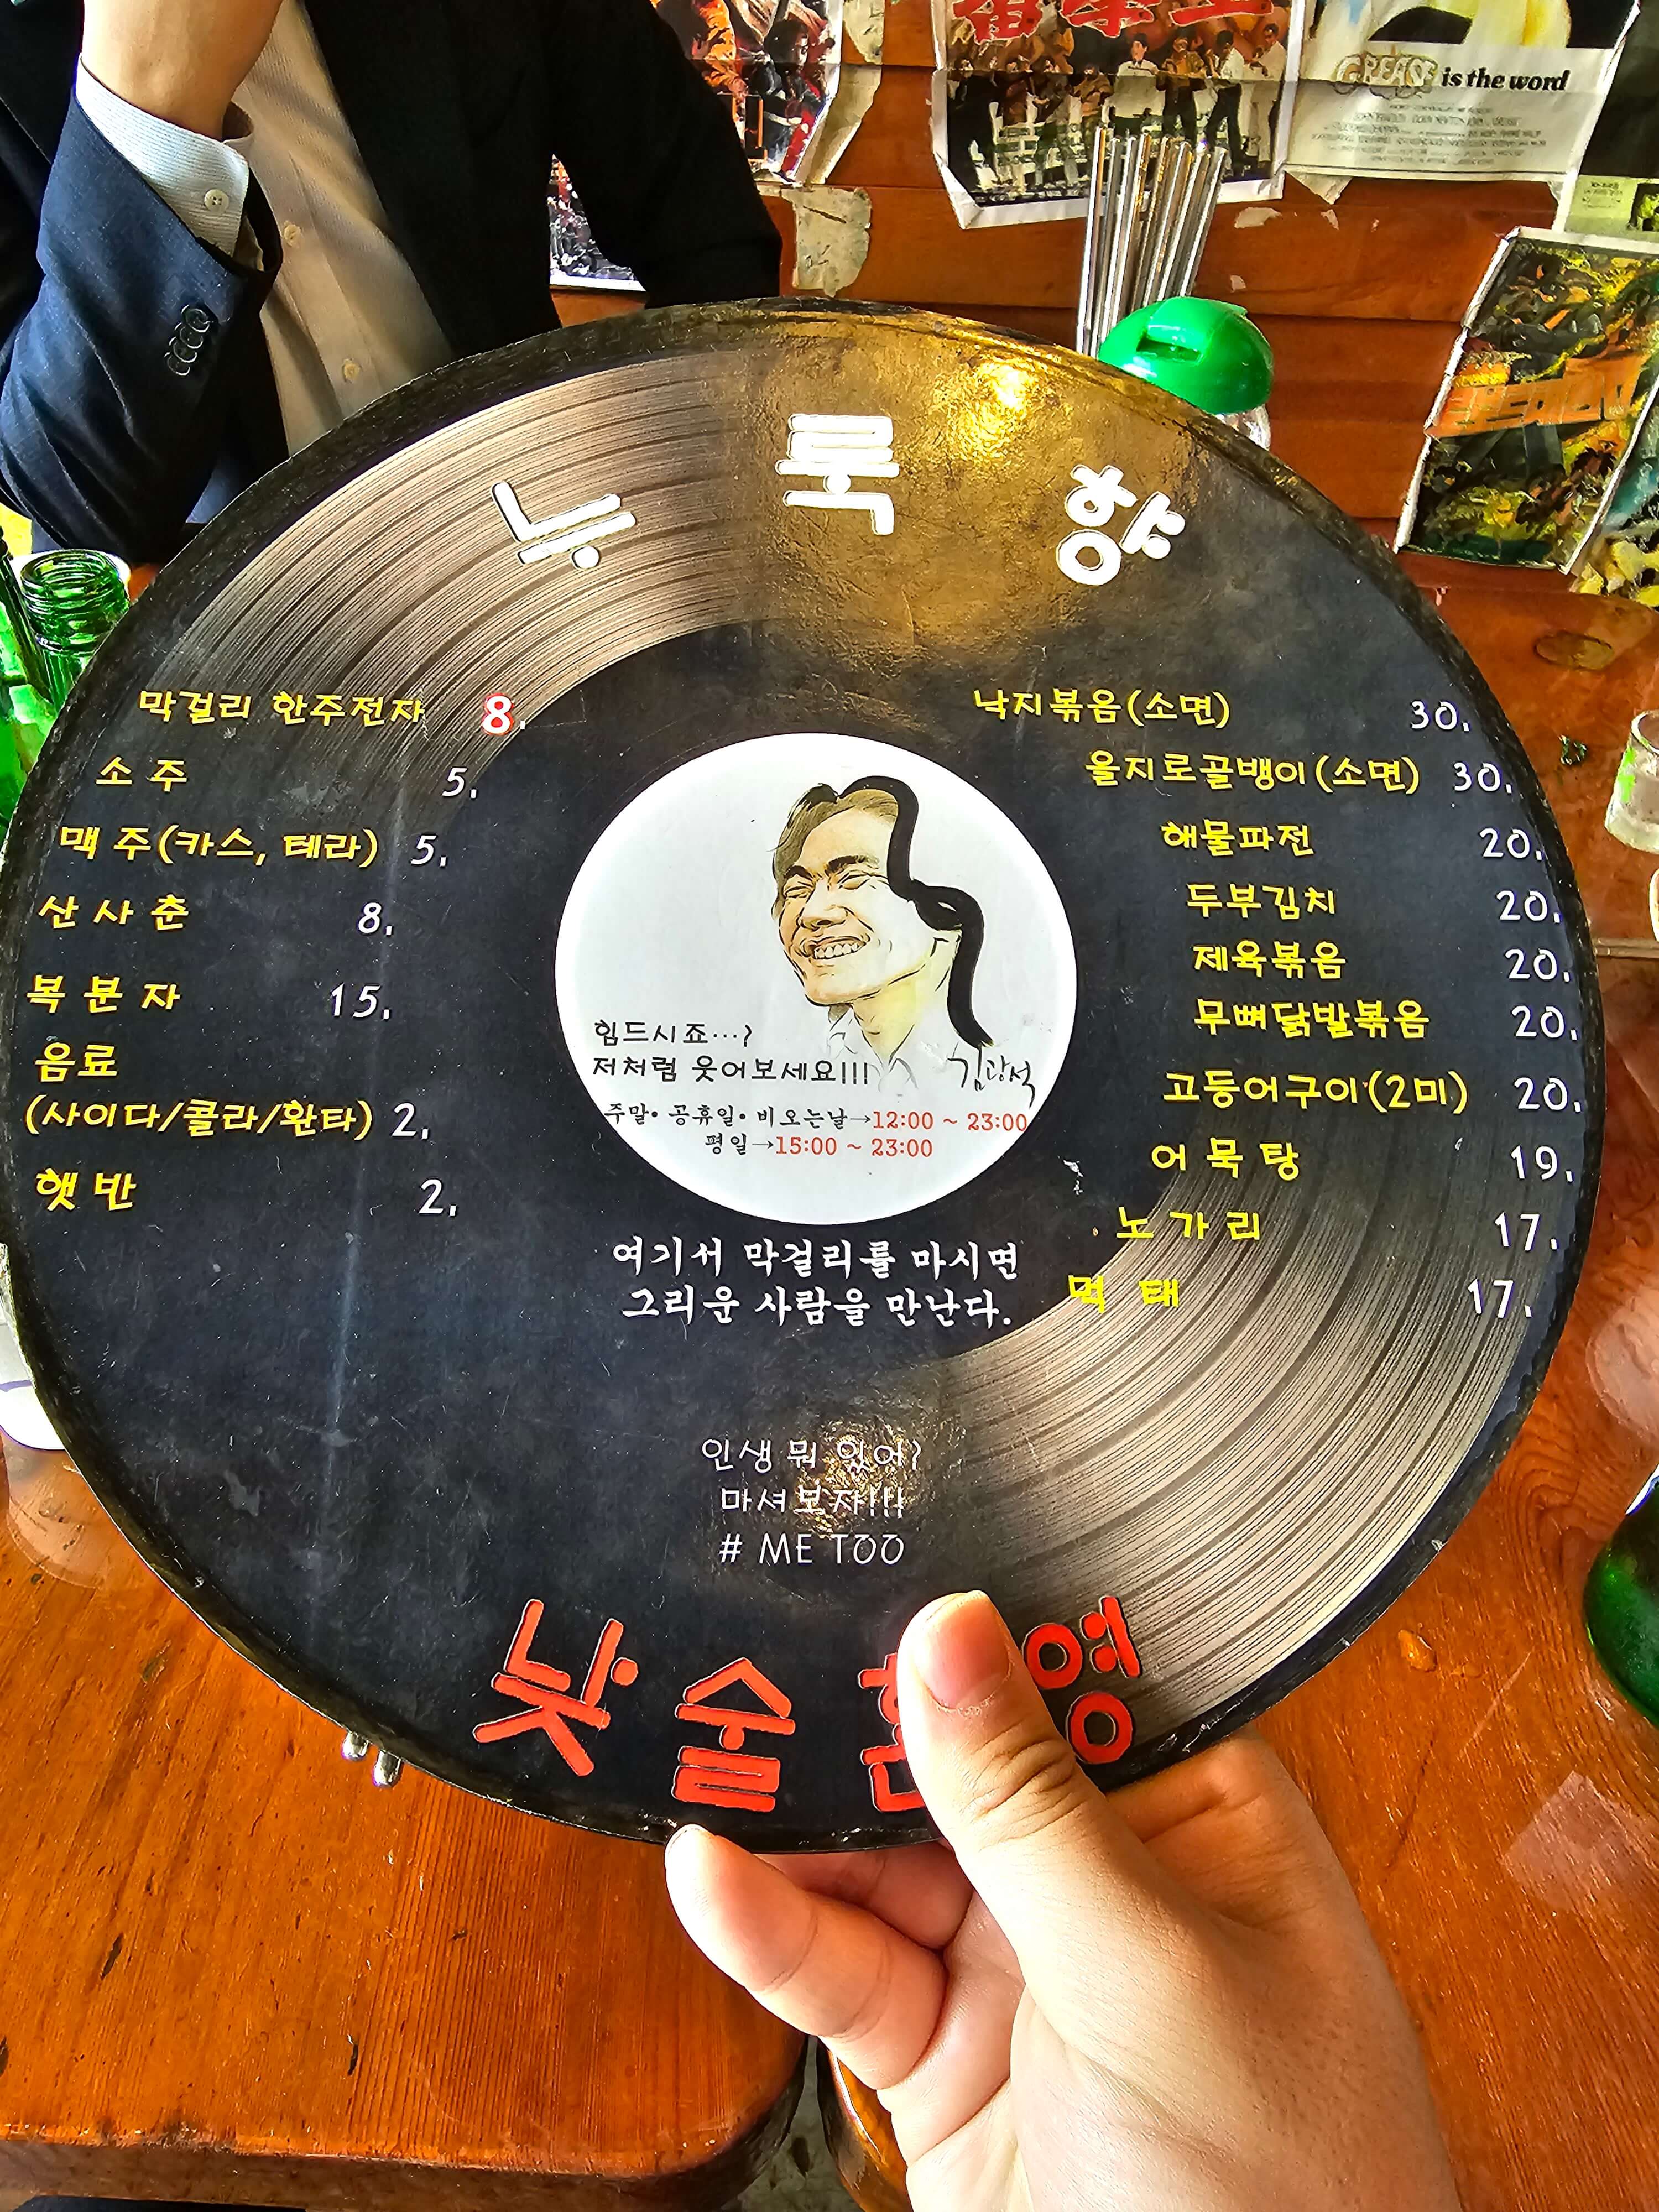 GREASE is the word
뉴룩향
막걸리 한주전자 8.
소 주 5.
맥 주(카스, 테라) 5.
산 사 춘 8.
복 분 자 15.
음료
(사이다/콜라/환타) 2.
햇 반 2.
낙지볶음(소면) 30.
을지로골뱅이(소면) 30.
해물파전 20.
두부김치 20.
제육볶음 20.
무뼈닭발볶음 20.
고등어구이(2미) 20.
어 묵 탕 19.
노 가 리 17.
먹 태 17.
힘드시죠…?
저처럼 웃어보세요!!!
김광석
주말• 공휴일• 비오는날→12:00 ~ 23:00
평일→15:00 ~ 23:00
여기서 막걸리를 마시면
그리운 사람을 만난다.
인생 뭐 있어?
마셔보자!!!
# ME TOO
낮술환영